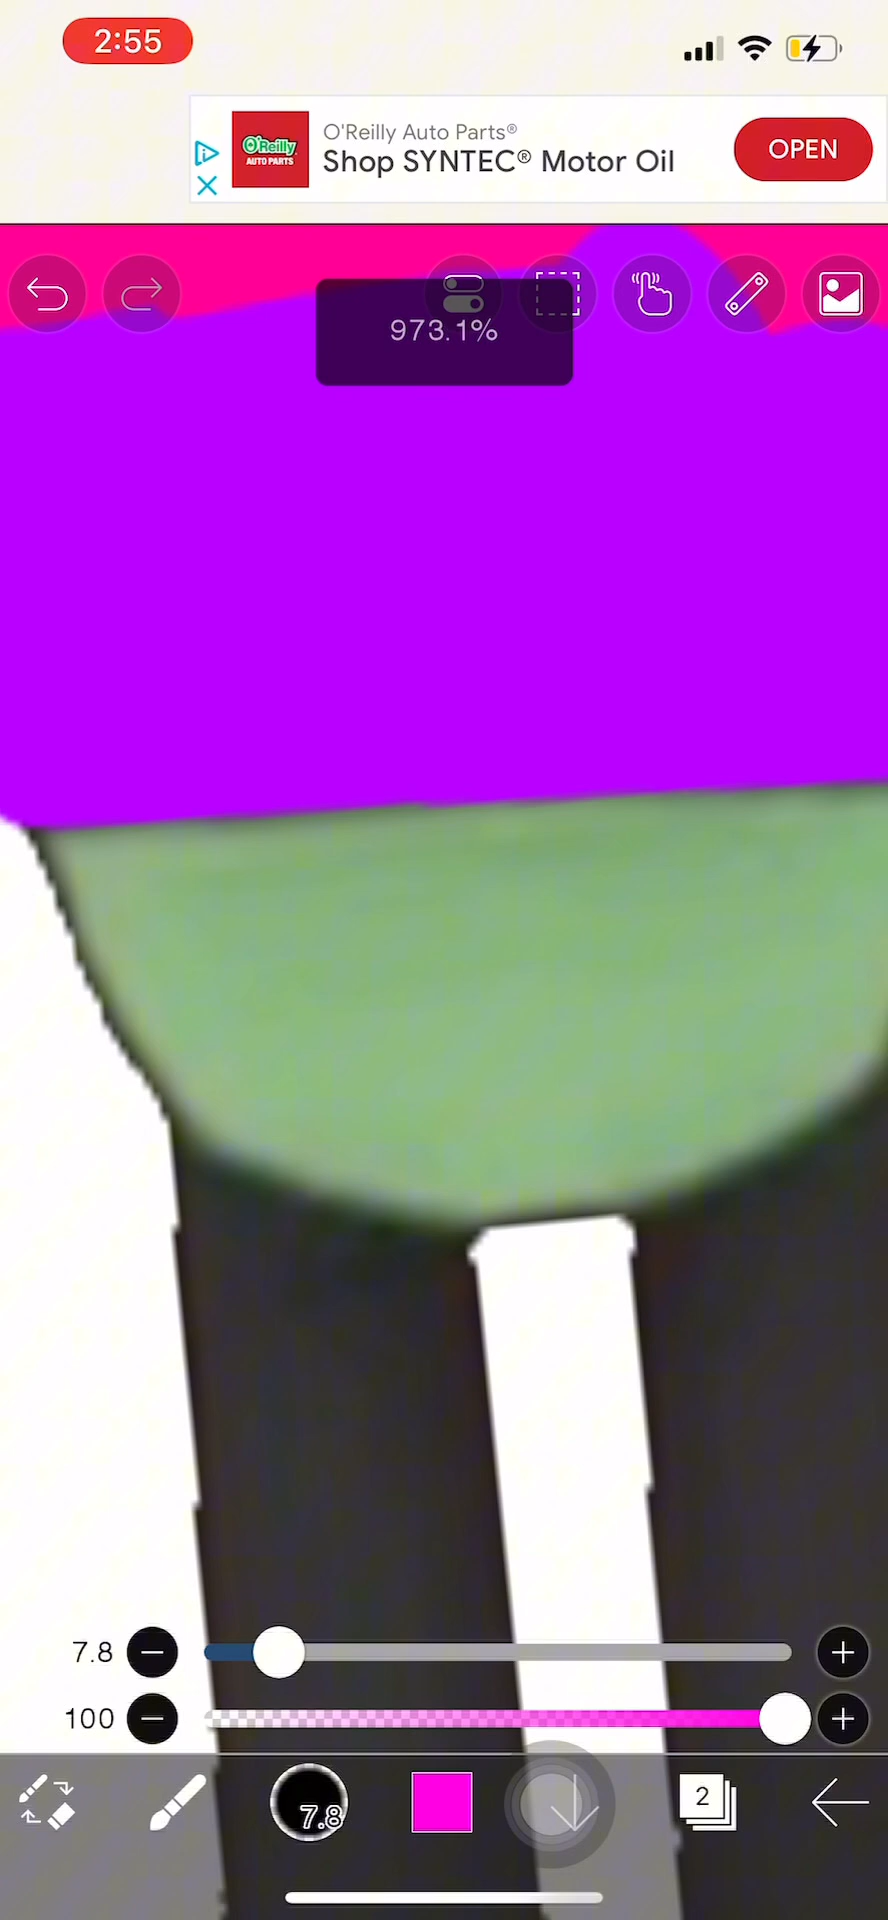 2:55
O'Reilly Auto Parts®
Shop SYNTEC® Motor Oil
OPEN
O'Reilly
AUTO PARTS
973.1%
7.8
100
7.8
2